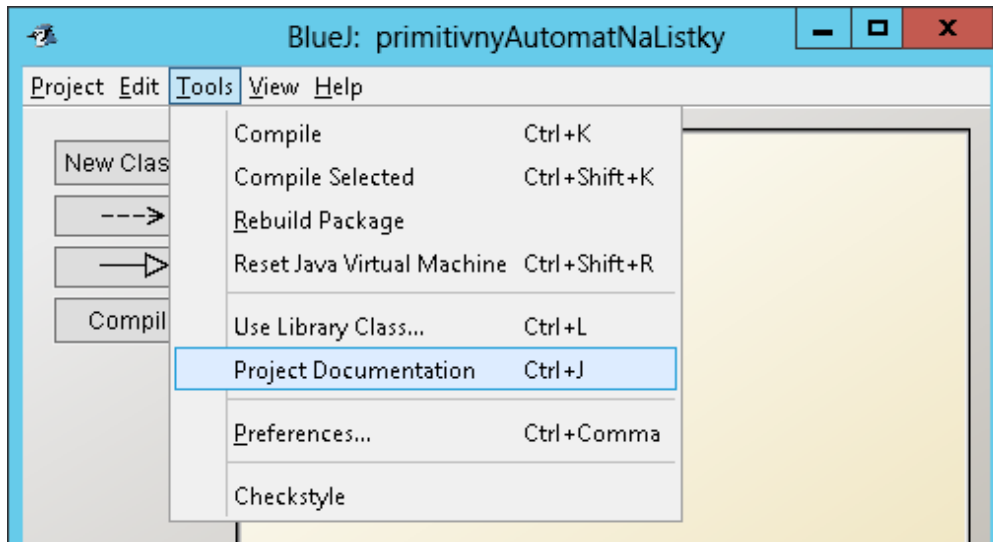 BlueJ: primitivnyAutomatNaListky
Project Edit Tools View Help
New Clas
Compil
Compile Ctrl+K
Compile Selected Ctrl+Shift+K
Rebuild Package
Reset Java Virtual Machine Ctrl+Shift+R
Use Library Class... Ctrl+L
Project Documentation Ctrl+J
Preferences... Ctrl+Comma
Checkstyle